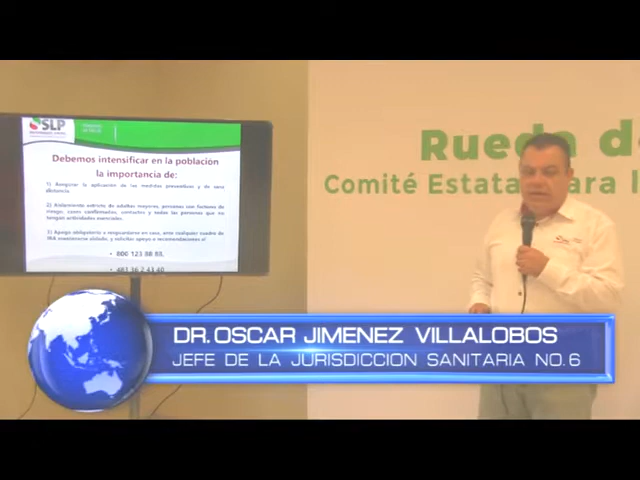 SLP
Debemos intensificar en la población
la importancia de:
1) Asegurar la aplicación de las medidas preventivas y de sana
distancia.
2) Aislamiento estricto de adultos mayores, personas con factores de
riesgo, casos confirmados, contactos y todas las personas que no
tengan actividades esenciales.
3) Apego obligatorio a resguardarse en casa, ante cualquier cuadro de
IRA mantenerse aislado, y solicitar apoyo o recomendaciones al
• 800 123 88 88.
• 483 36 2 43 40
Rueda de
Comité Estatal para l
DR. OSCAR JIMENEZ VILLALOBOS
JEFE DE LA JURISDICCION SANITARIA NO. 6